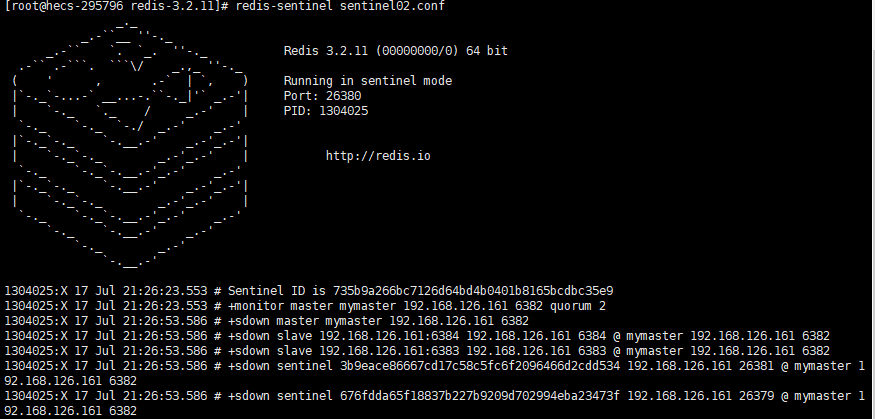 [root@hecs-295796 redis-3.2.11]# redis-sentinel sentinel02.conf
Redis 3.2.11 (00000000/0) 64 bit
Running in sentinel mode
Port: 26380
PID: 1304025
http://redis.io
1304025:X 17 Jul 21:26:23.553 # Sentinel ID is 735b9a266bc7126d64bd4b0401b8165bcdbc35e9
1304025:X 17 Jul 21:26:23.553 # +monitor master mymaster 192.168.126.161 6382 quorum 2
1304025:X 17 Jul 21:26:53.586 # +sdown master mymaster 192.168.126.161 6382
1304025:X 17 Jul 21:26:53.586 # +sdown slave 192.168.126.161:6384 192.168.126.161 6384 @ mymaster 192.168.126.161 6382
1304025:X 17 Jul 21:26:53.586 # +sdown slave 192.168.126.161:6383 192.168.126.161 6383 @ mymaster 192.168.126.161 6382
1304025:X 17 Jul 21:26:53.586 # +sdown sentinel 3b9eace86667cd17c58c5fc6f2096466d2cdd534 192.168.126.161 26381 @ mymaster 1
92.168.126.161 6382
1304025:X 17 Jul 21:26:53.586 # +sdown sentinel 676fdda65f18837b227b9209d702994eba23473f 192.168.126.161 26379 @ mymaster 1
92.168.126.161 6382